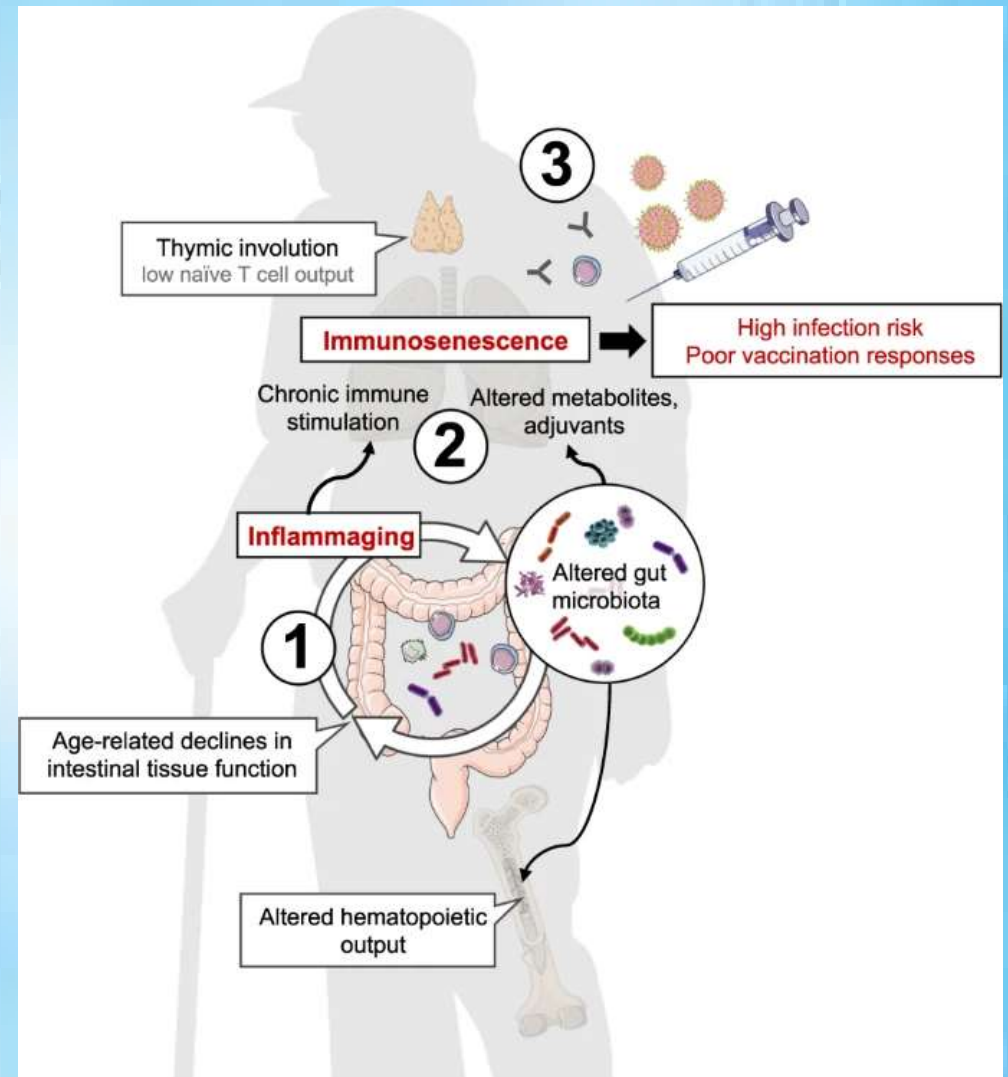 3
Thymic involution
low naïve T cell output
Immunosenescence
High infection risk
Poor vaccination responses
Chronic immune
stimulation
2
Altered metabolites,
adjuvants
Inflammaging
Altered gut
microbiota
1
Age-related declines in
intestinal tissue function
Altered hematopoietic
output